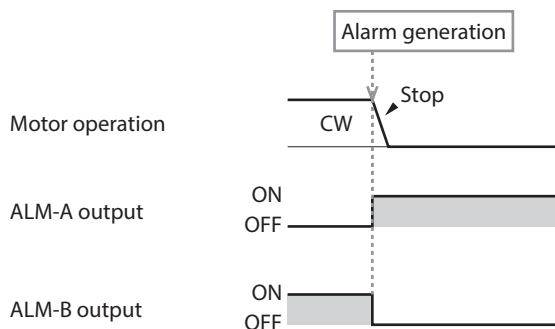 Alarm generation
Stop
Motor operation
CW
ALM-A output
ON
OFF
ALM-B output
ON
OFF